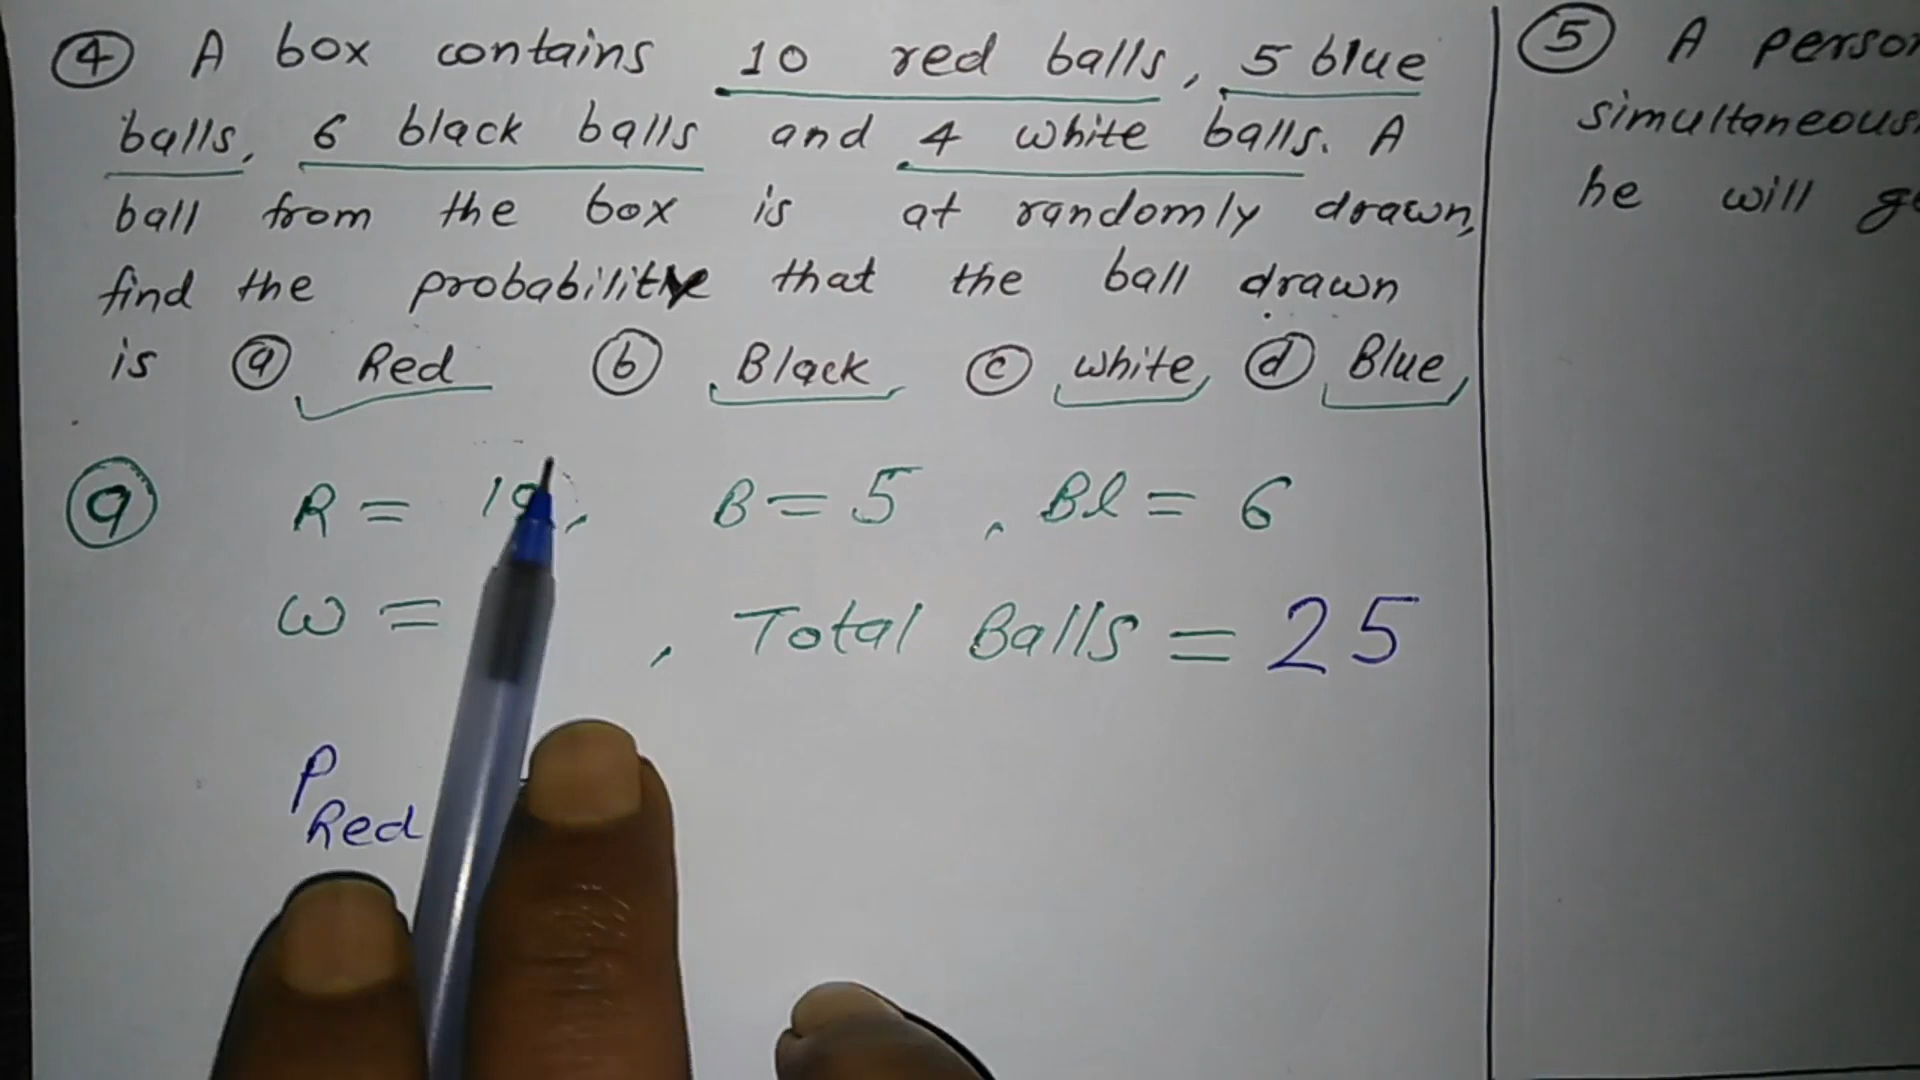 ④ A box contains 10 red balls, 5 blue
balls, 6 black balls and 4 white balls. A
ball from the box is at randomly drawn,
find the probability that the ball drawn
is ⓐ Red ⓑ Black ⓒ white, ⓓ Blue,
ⓐ R = 10, B = 5, Bl = 6
W = , Total Balls = 25
P Red
⑤ A
simultaneous
he will